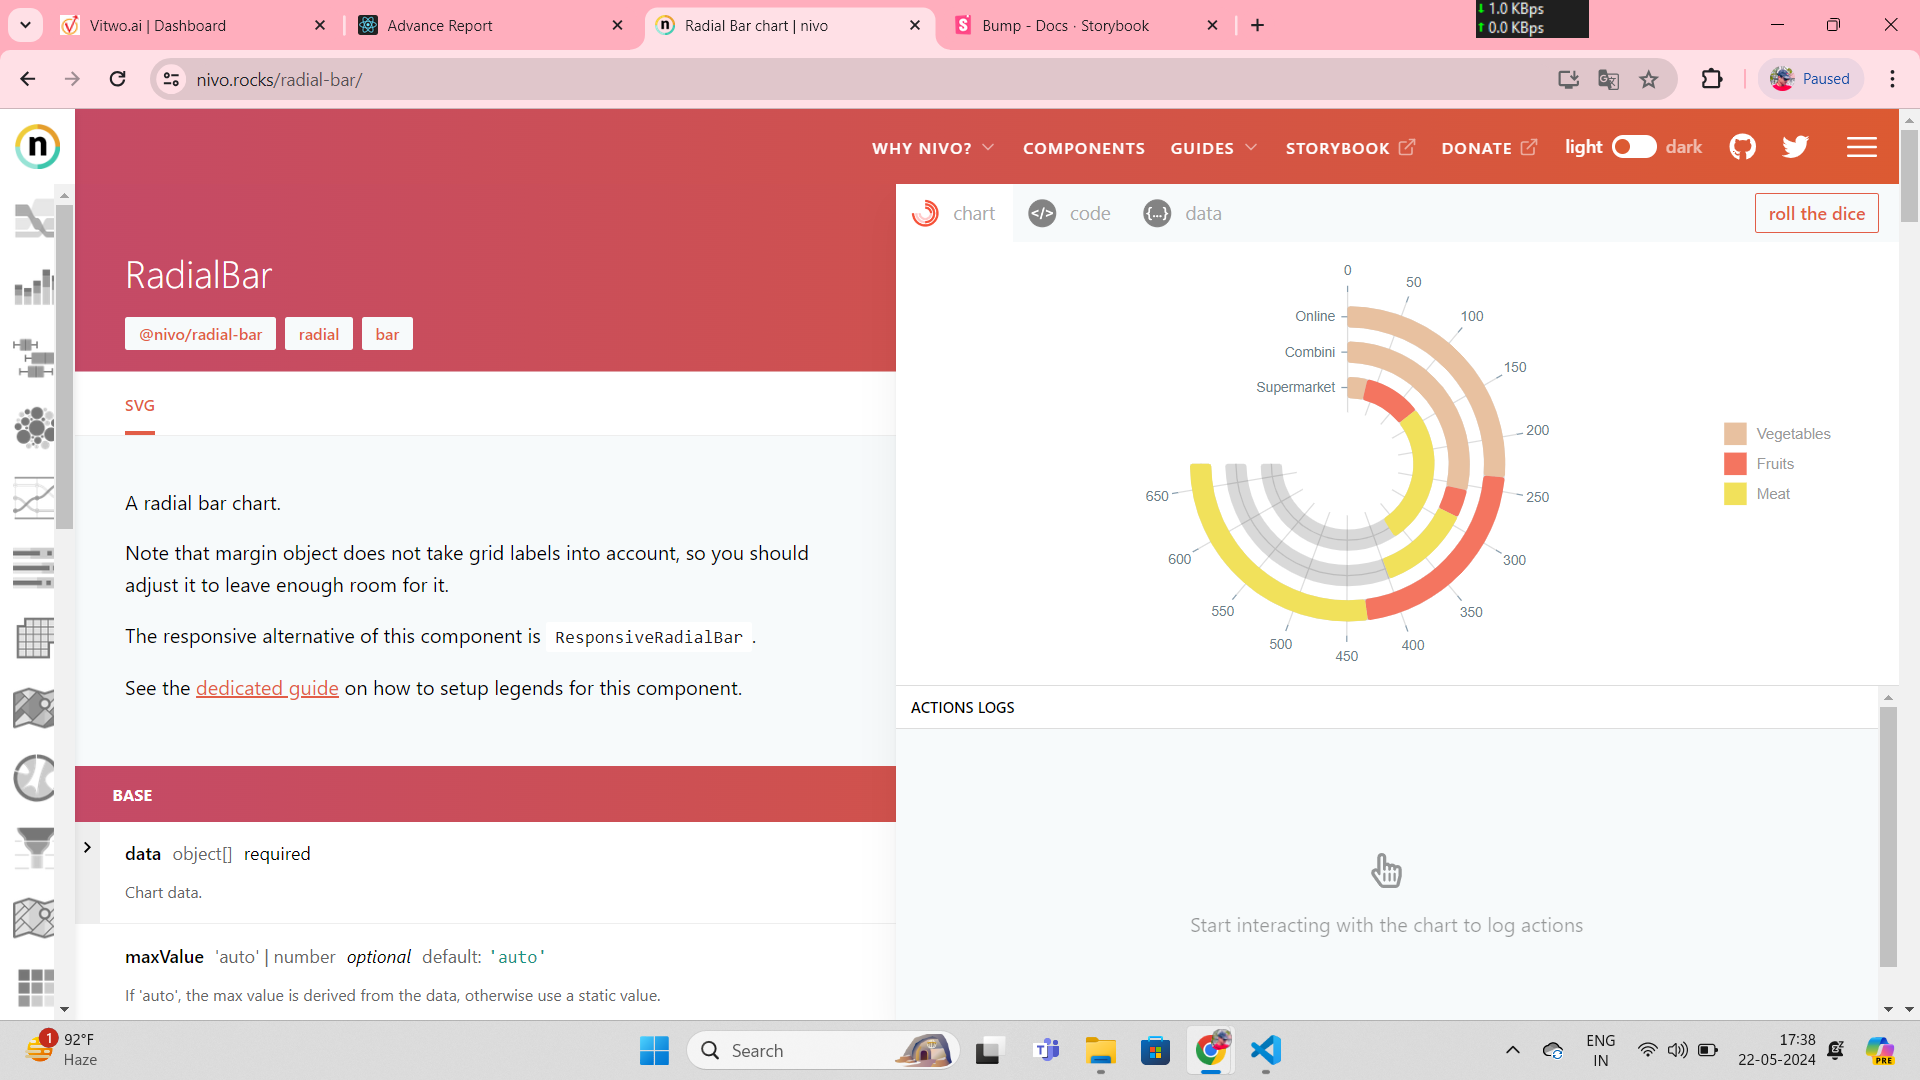 Vitwo.ai | Dashboard
Advance Report
Radial Bar chart | nivo
Bump - Docs · Storybook
1.0 KBps
0.0 KBps
nivo.rocks/radial-bar/
Paused
n
WHY NIVO?
COMPONENTS
GUIDES
STORYBOOK
DONATE
light
dark
RadialBar
@nivo/radial-bar
radial
bar
SVG
A radial bar chart.
Note that margin object does not take grid labels into account, so you should
adjust it to leave enough room for it.
The responsive alternative of this component is ResponsiveRadialBar .
See the dedicated guide on how to setup legends for this component.
BASE
data object[] required
Chart data.
maxValue 'auto' | number optional default: 'auto'
If 'auto', the max value is derived from the data, otherwise use a static value.
chart
</> code
{...} data
roll the dice
0
50
100
150
200
250
300
350
400
450
500
550
600
650
Online
Combini
Supermarket
Vegetables
Fruits
Meat
ACTIONS LOGS
Start interacting with the chart to log actions
1
92°F
Haze
Search
ENG
IN
17:38
22-05-2024
PRE